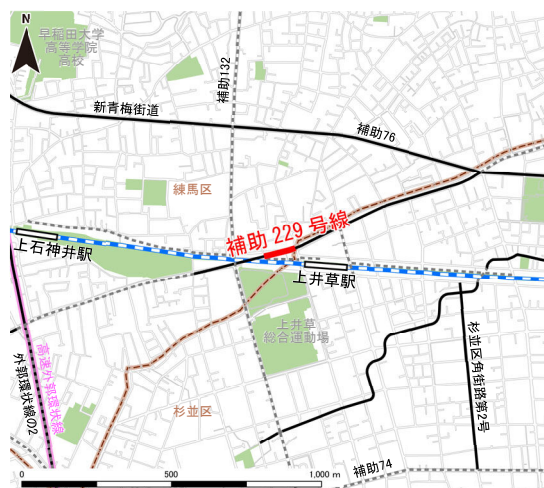 N
早稲田大学
高等学院
高校
補助132
新青梅街道
補助76
練馬区
補助229号線
上石神井駅
上井草駅
上井草
総合運動場
杉並区角街路第2号
高速外郭環状線
外郭環状線の2
杉並区
補助74
0 500 1,000 m